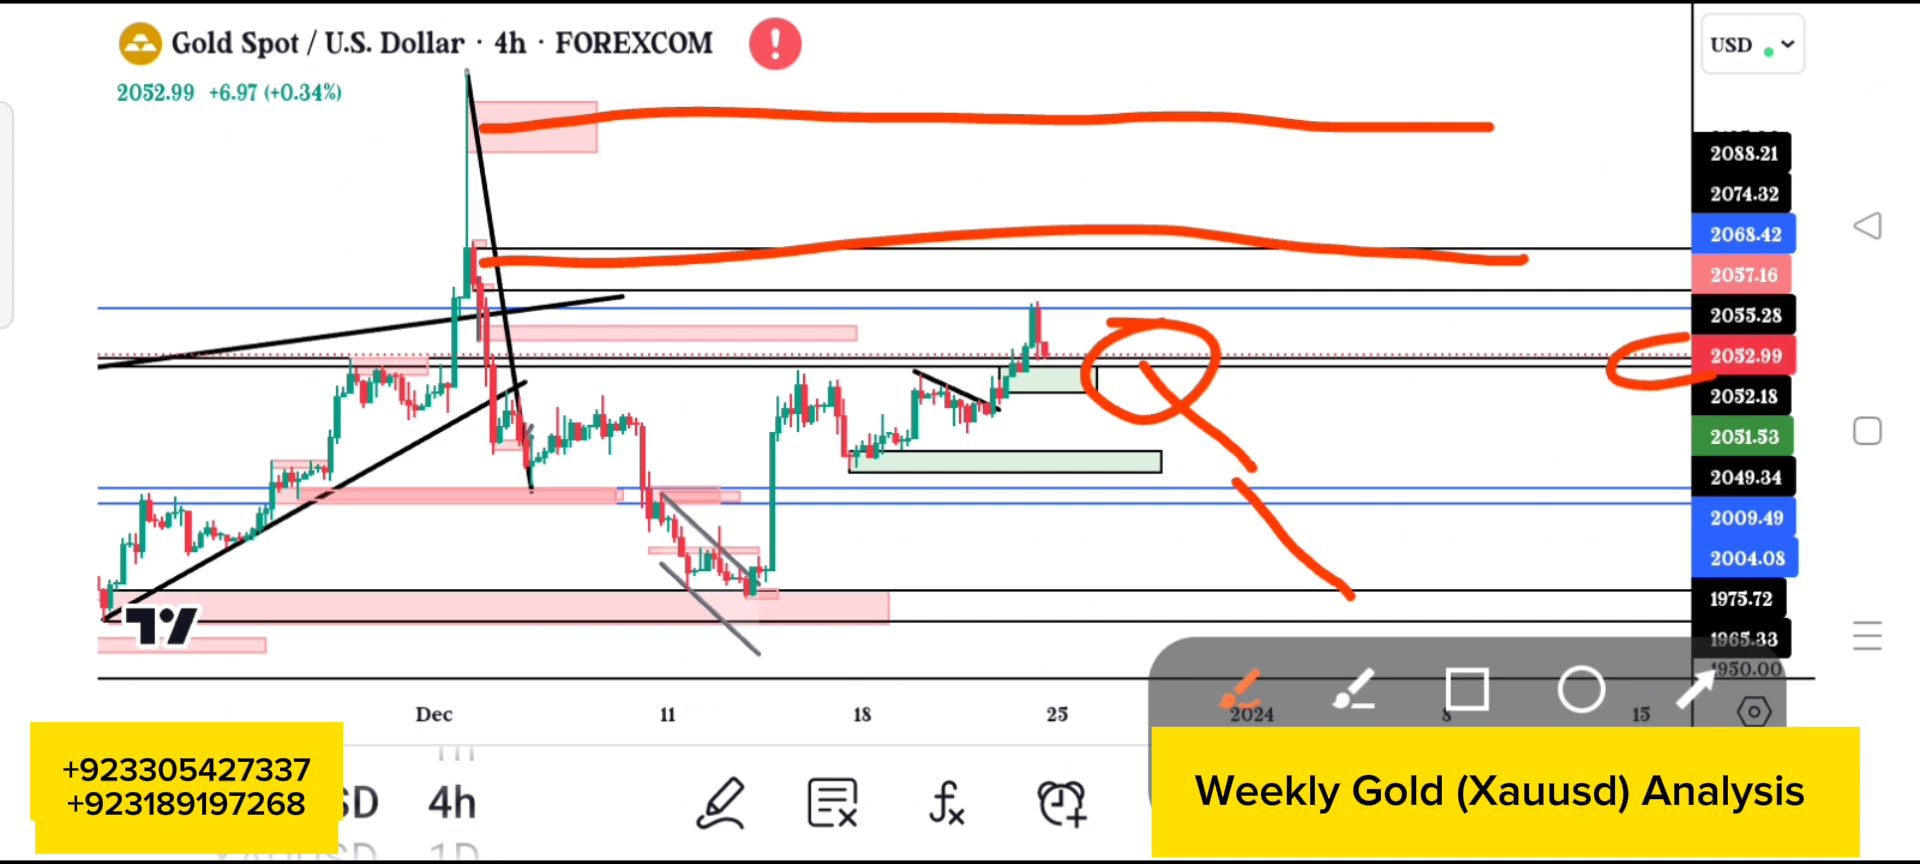 Gold Spot / U.S. Dollar · 4h · FOREXCOM
USD
2052.99 +6.97 (+0.34%)
2088.21
2074.32
2068.42
2057.16
2055.28
2052.99
2052.18
2051.53
2049.34
2009.49
2004.08
1975.72
1965.33
1950.00
Dec 11 18 25 2024 8 15
+923305427337
+923189197268
4h
Weekly Gold (Xauusd) Analysis
1D